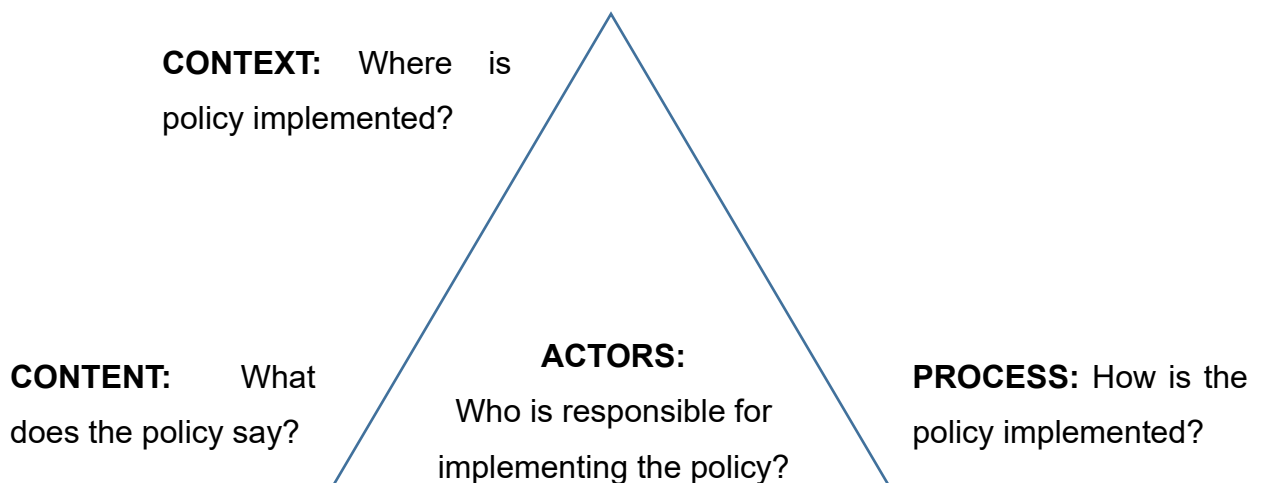 CONTEXT: Where is
policy implemented?
CONTENT: What
does the policy say?
ACTORS:
Who is responsible for
implementing the policy?
PROCESS: How is the
policy implemented?